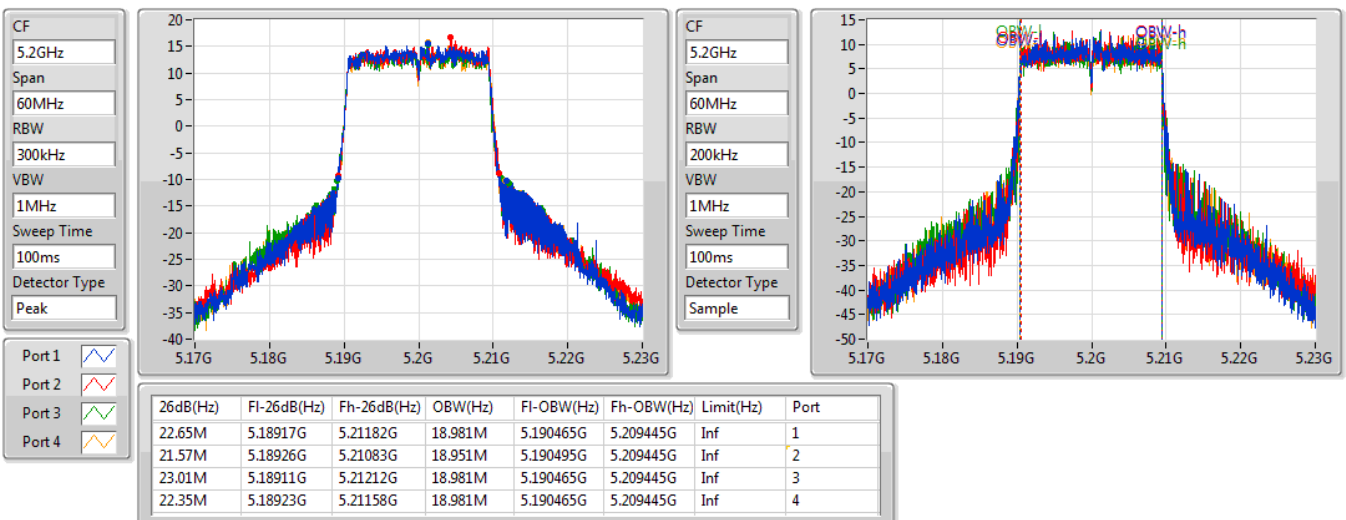 CF
5.2GHz
Span
60MHz
RBW
300kHz
VBW
1MHz
Sweep Time
100ms
Detector Type
Peak
20
15
10
5
0
-5
-10
-15
-20
-25
-30
-35
-40
5.17G 5.18G 5.19G 5.2G 5.21G 5.22G 5.23G
CF
5.2GHz
Span
60MHz
RBW
200kHz
VBW
1MHz
Sweep Time
100ms
Detector Type
Sample
15
10
5
0
-5
-10
-15
-20
-25
-30
-35
-40
-45
-50
OBW-h
OBW-h
5.17G 5.18G 5.19G 5.2G 5.21G 5.22G 5.23G
Port 1
Port 2
Port 3
Port 4
26dB(Hz) Fl-26dB(Hz) Fh-26dB(Hz) OBW(Hz) Fl-OBW(Hz) Fh-OBW(Hz) Limit(Hz) Port
22.65M 5.18917G 5.21182G 18.981M 5.190465G 5.209445G Inf 1
21.57M 5.18926G 5.21083G 18.951M 5.190495G 5.209445G Inf 2
23.01M 5.18911G 5.21212G 18.981M 5.190465G 5.209445G Inf 3
22.35M 5.18923G 5.21158G 18.981M 5.190465G 5.209445G Inf 4